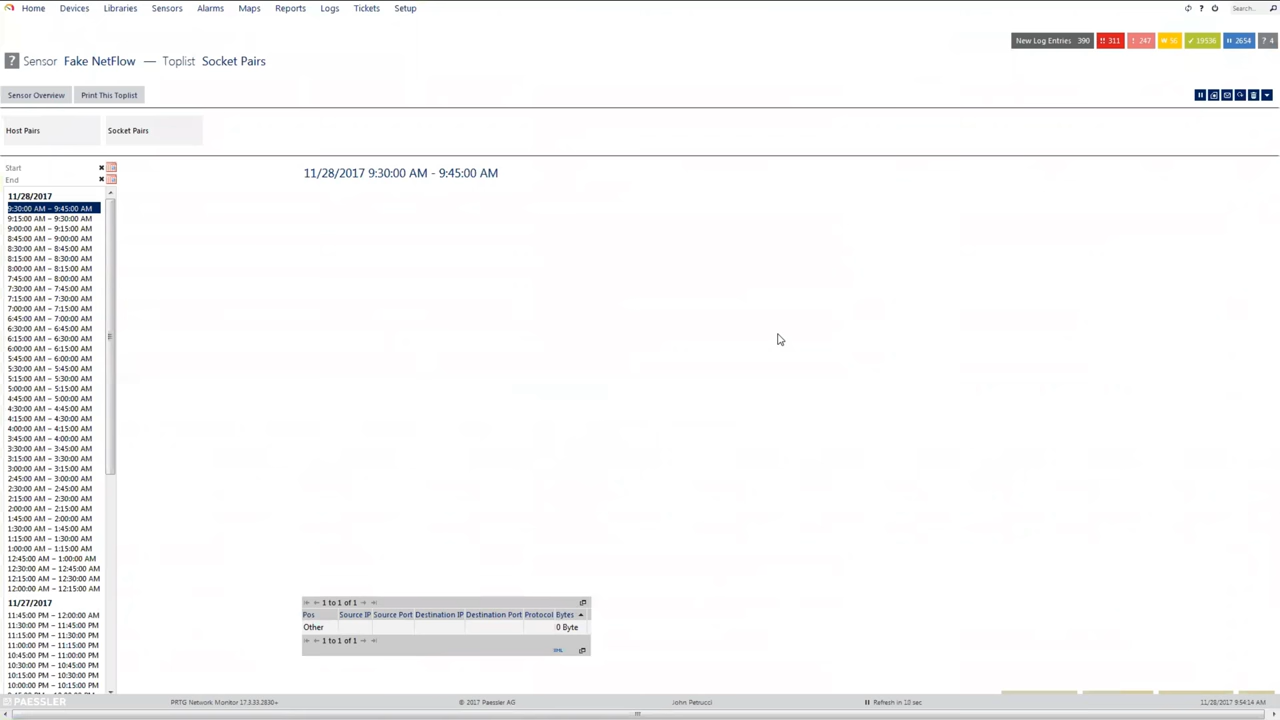 Home Devices Libraries Sensors Alarms Maps Reports Logs Tickets Setup Search...
New Log Entries 390 !! 311 ! 247 W 56 ✓ 19536 II 2654 ? 4
? Sensor Fake NetFlow — Toplist Socket Pairs
Sensor Overview Print This Toplist
Host Pairs Socket Pairs
Start
End
11/28/2017 9:30:00 AM - 9:45:00 AM
11/28/2017
9:30:00 AM – 9:45:00 AM
9:15:00 AM – 9:30:00 AM
9:00:00 AM – 9:15:00 AM
8:45:00 AM – 9:00:00 AM
8:30:00 AM – 8:45:00 AM
8:15:00 AM – 8:30:00 AM
8:00:00 AM – 8:15:00 AM
7:45:00 AM – 8:00:00 AM
7:30:00 AM – 7:45:00 AM
7:15:00 AM – 7:30:00 AM
7:00:00 AM – 7:15:00 AM
6:45:00 AM – 7:00:00 AM
6:30:00 AM – 6:45:00 AM
6:15:00 AM – 6:30:00 AM
6:00:00 AM – 6:15:00 AM
5:45:00 AM – 6:00:00 AM
5:30:00 AM – 5:45:00 AM
5:15:00 AM – 5:30:00 AM
5:00:00 AM – 5:15:00 AM
4:45:00 AM – 5:00:00 AM
4:30:00 AM – 4:45:00 AM
4:15:00 AM – 4:30:00 AM
4:00:00 AM – 4:15:00 AM
3:45:00 AM – 4:00:00 AM
3:30:00 AM – 3:45:00 AM
3:15:00 AM – 3:30:00 AM
3:00:00 AM – 3:15:00 AM
2:45:00 AM – 3:00:00 AM
2:30:00 AM – 2:45:00 AM
2:15:00 AM – 2:30:00 AM
2:00:00 AM – 2:15:00 AM
1:45:00 AM – 2:00:00 AM
1:30:00 AM – 1:45:00 AM
1:15:00 AM – 1:30:00 AM
1:00:00 AM – 1:15:00 AM
12:45:00 AM – 1:00:00 AM
12:30:00 AM – 12:45:00 AM
12:15:00 AM – 12:30:00 AM
12:00:00 AM – 12:15:00 AM
11/27/2017
11:45:00 PM – 12:00:00 AM
11:30:00 PM – 11:45:00 PM
11:15:00 PM – 11:30:00 PM
11:00:00 PM – 11:15:00 PM
10:45:00 PM – 11:00:00 PM
10:30:00 PM – 10:45:00 PM
10:15:00 PM – 10:30:00 PM
10:00:00 PM – 10:15:00 PM
1 to 1 of 1
Pos Source IP Source Port Destination IP Destination Port Protocol Bytes
Other 0 Byte
1 to 1 of 1
XML
PAESSLER PRTG Network Monitor 17.3.33.2830+ © 2017 Paessler AG John Petrucci Refresh in 18 sec 11/28/2017 9:54:14 AM